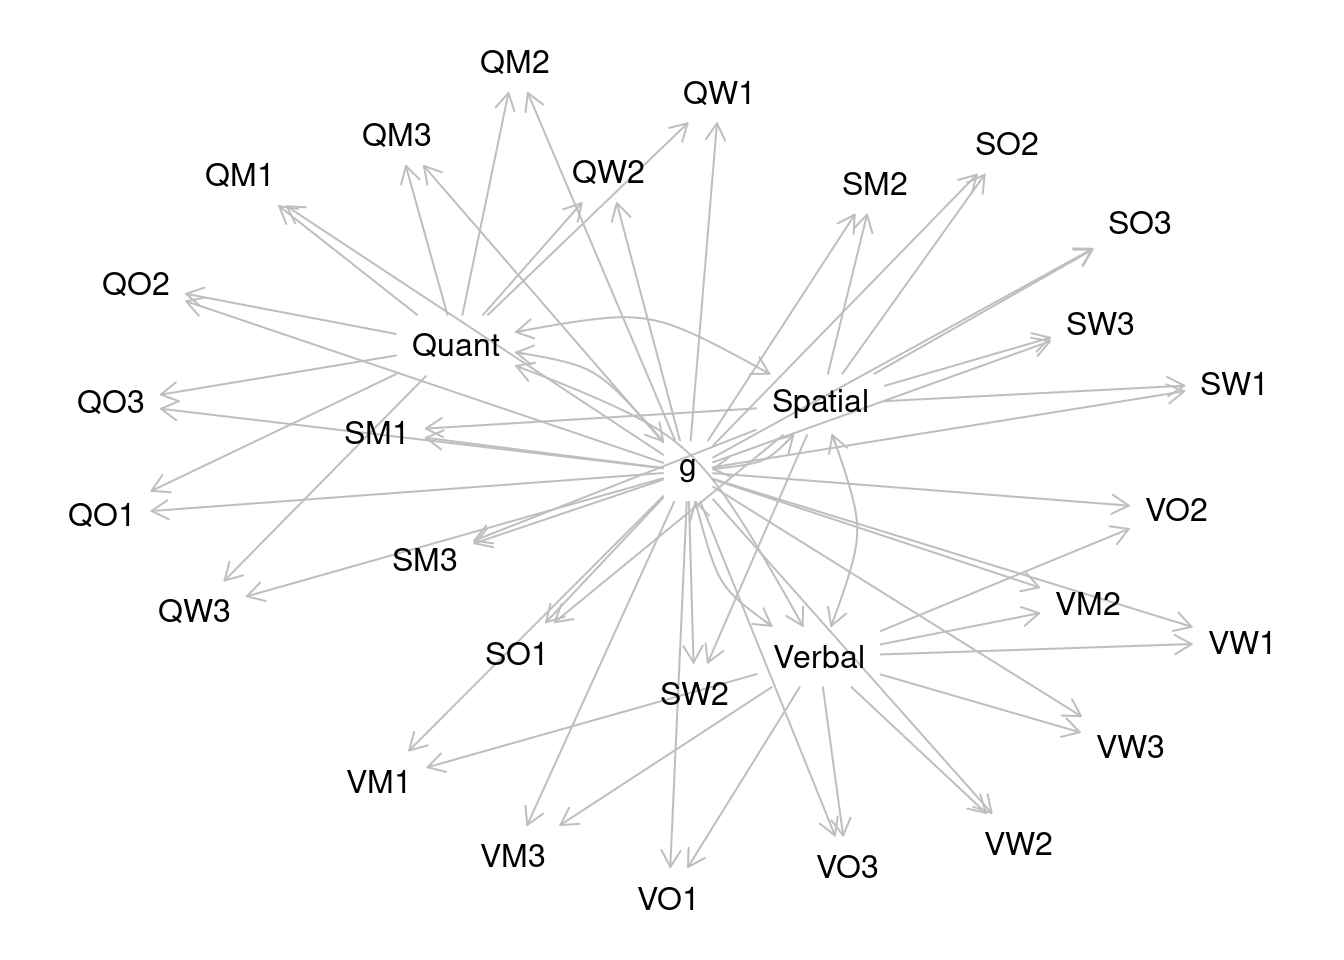 QM2
QW1
QM3
SO2
QW2
QM1
SM2
SO3
QO2
SW3
Quant
SW1
QO3
Spatial
SM1
g
VO2
QO1
SM3
VM2
QW3
VW1
SO1
Verbal
SW2
VW3
VM1
VW2
VM3
VO3
VO1